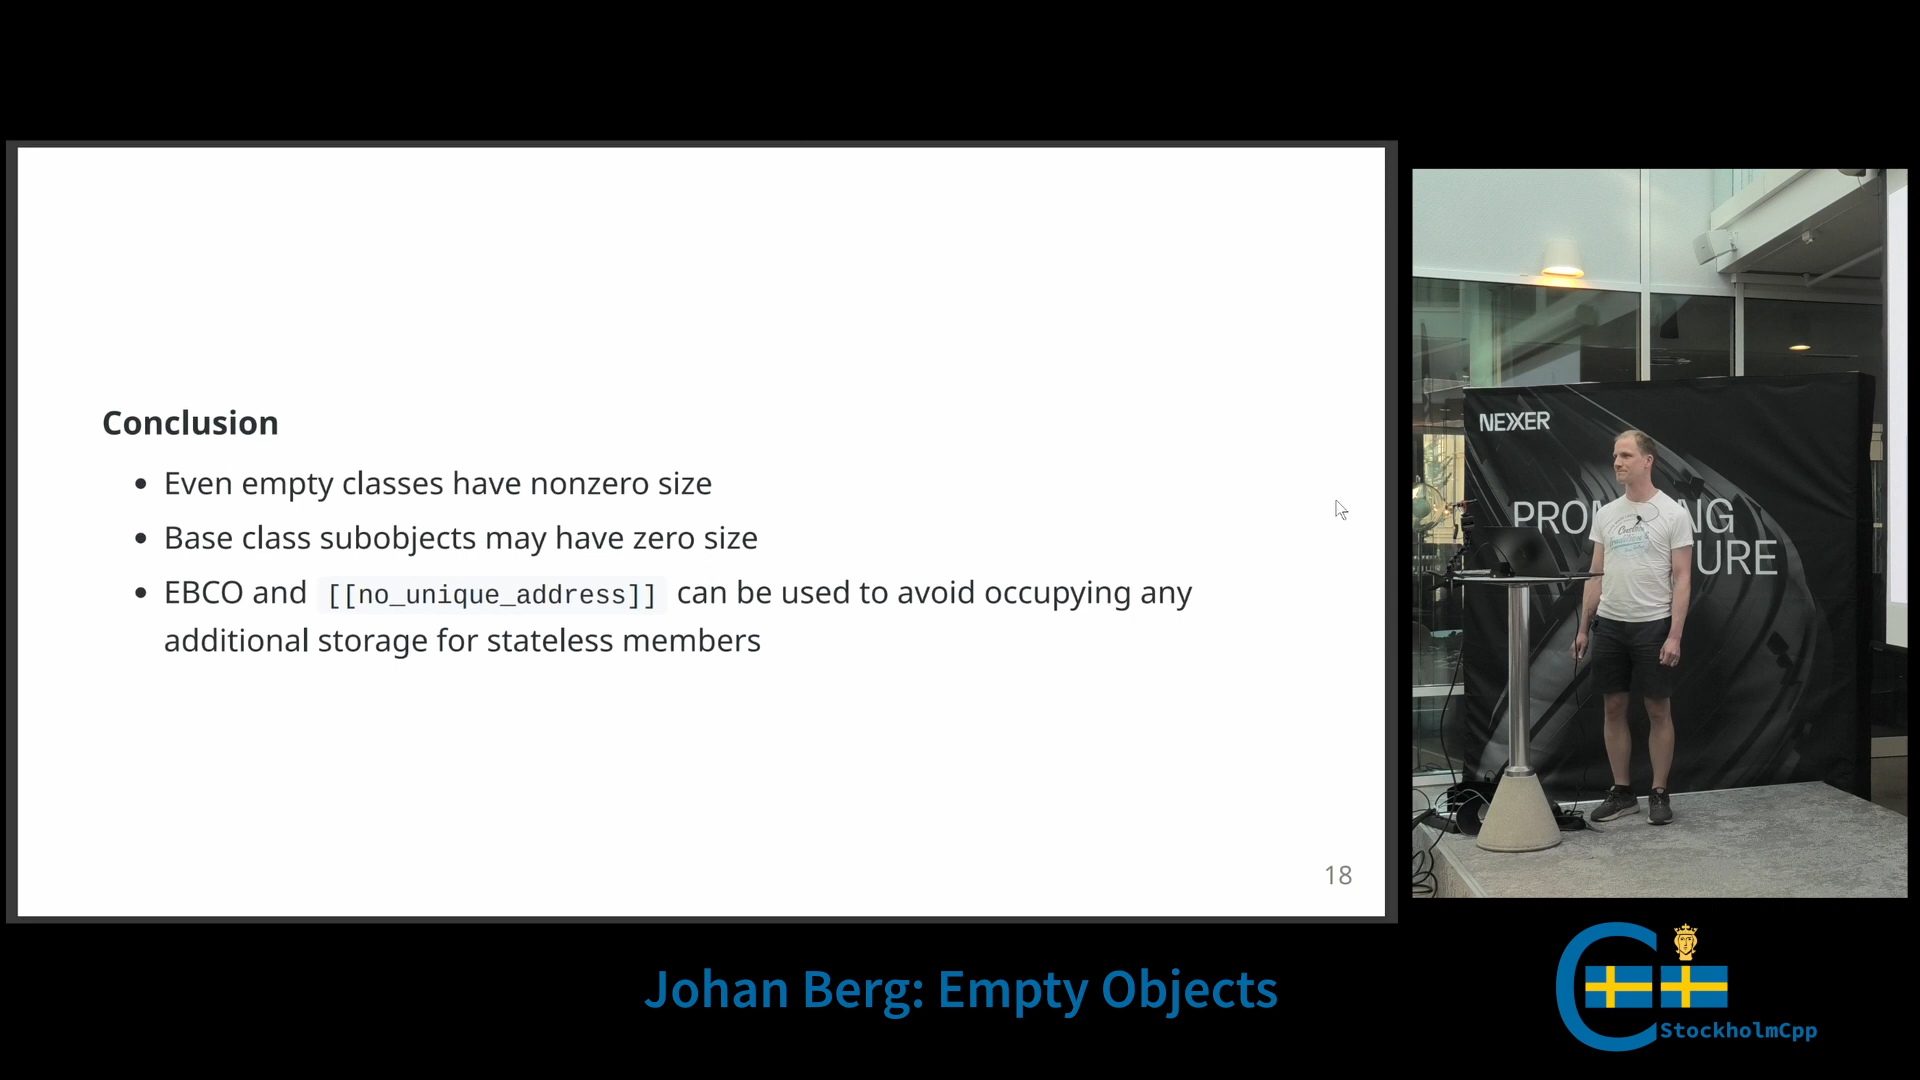 Conclusion
• Even empty classes have nonzero size
• Base class subobjects may have zero size
• EBCO and [[no_unique_address]] can be used to avoid occupying any
additional storage for stateless members
18
NEXER
PROM NG
URE
Johan Berg: Empty Objects
StockholmCpp